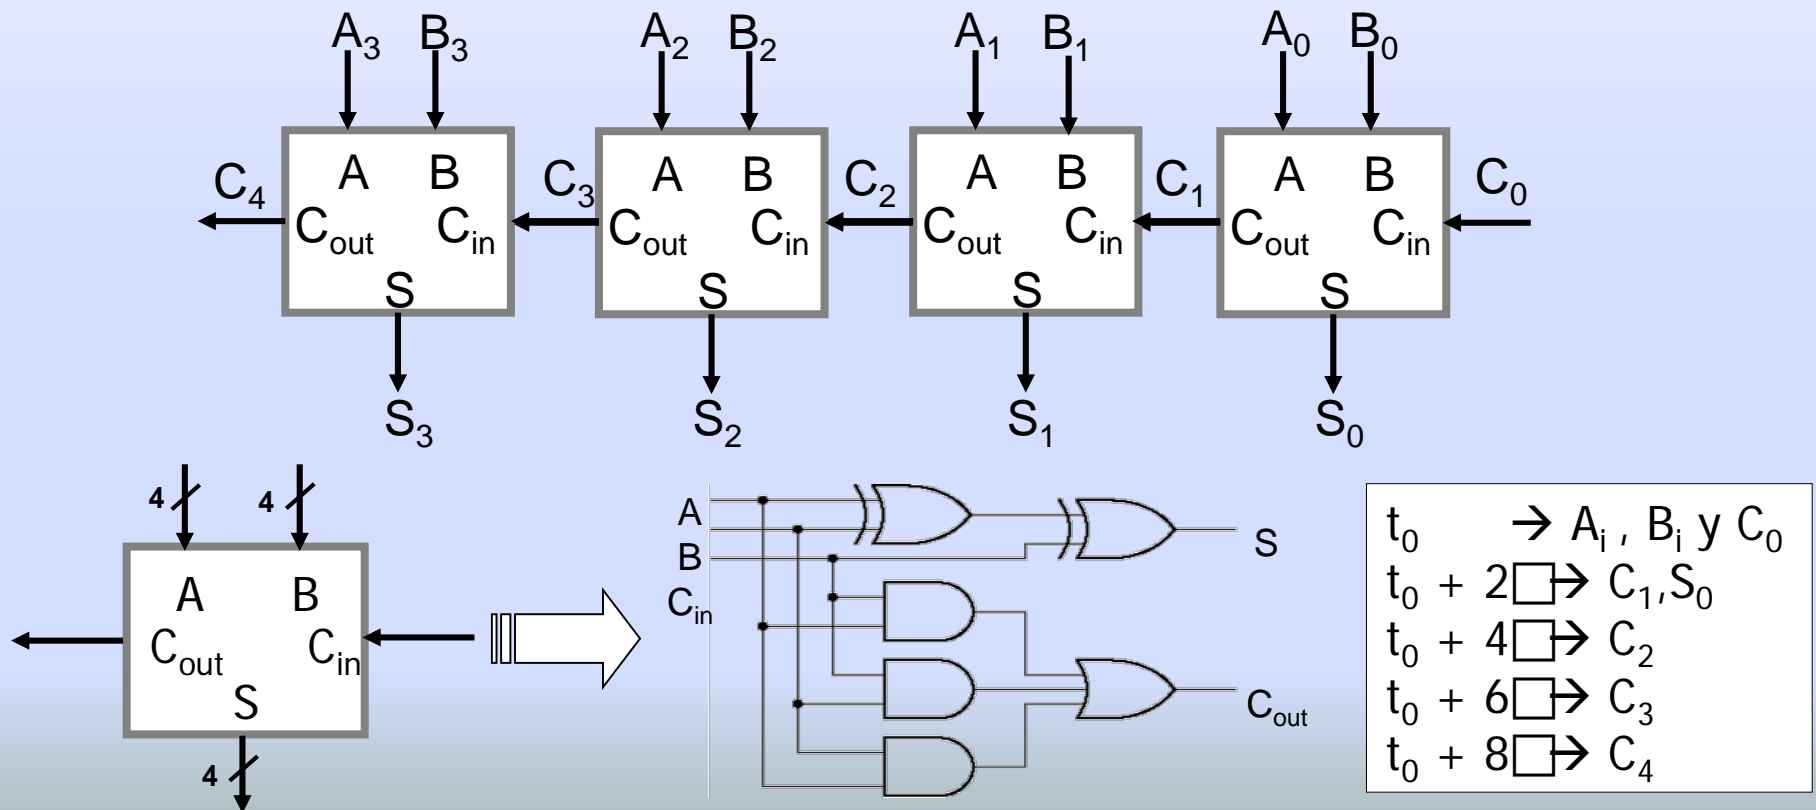 A₃ B₃ A₂ B₂ A₁ B₁ A₀ B₀
C₄ A B C₃ A B C₂ A B C₁ A B C₀
Cout Cin Cout Cin Cout Cin Cout Cin
S S S S
S₃ S₂ S₁ S₀
4 4
A B
Cout Cin
S
4
A
B
Cin
S
Cout
t₀ → Aᵢ , Bᵢ y C₀
t₀ + 2□→ C₁,S₀
t₀ + 4□→ C₂
t₀ + 6□→ C₃
t₀ + 8□→ C₄